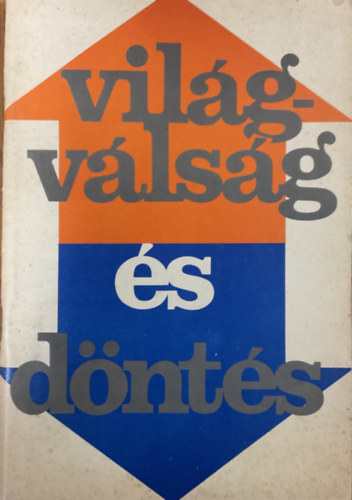 világ-
válság
és
döntés